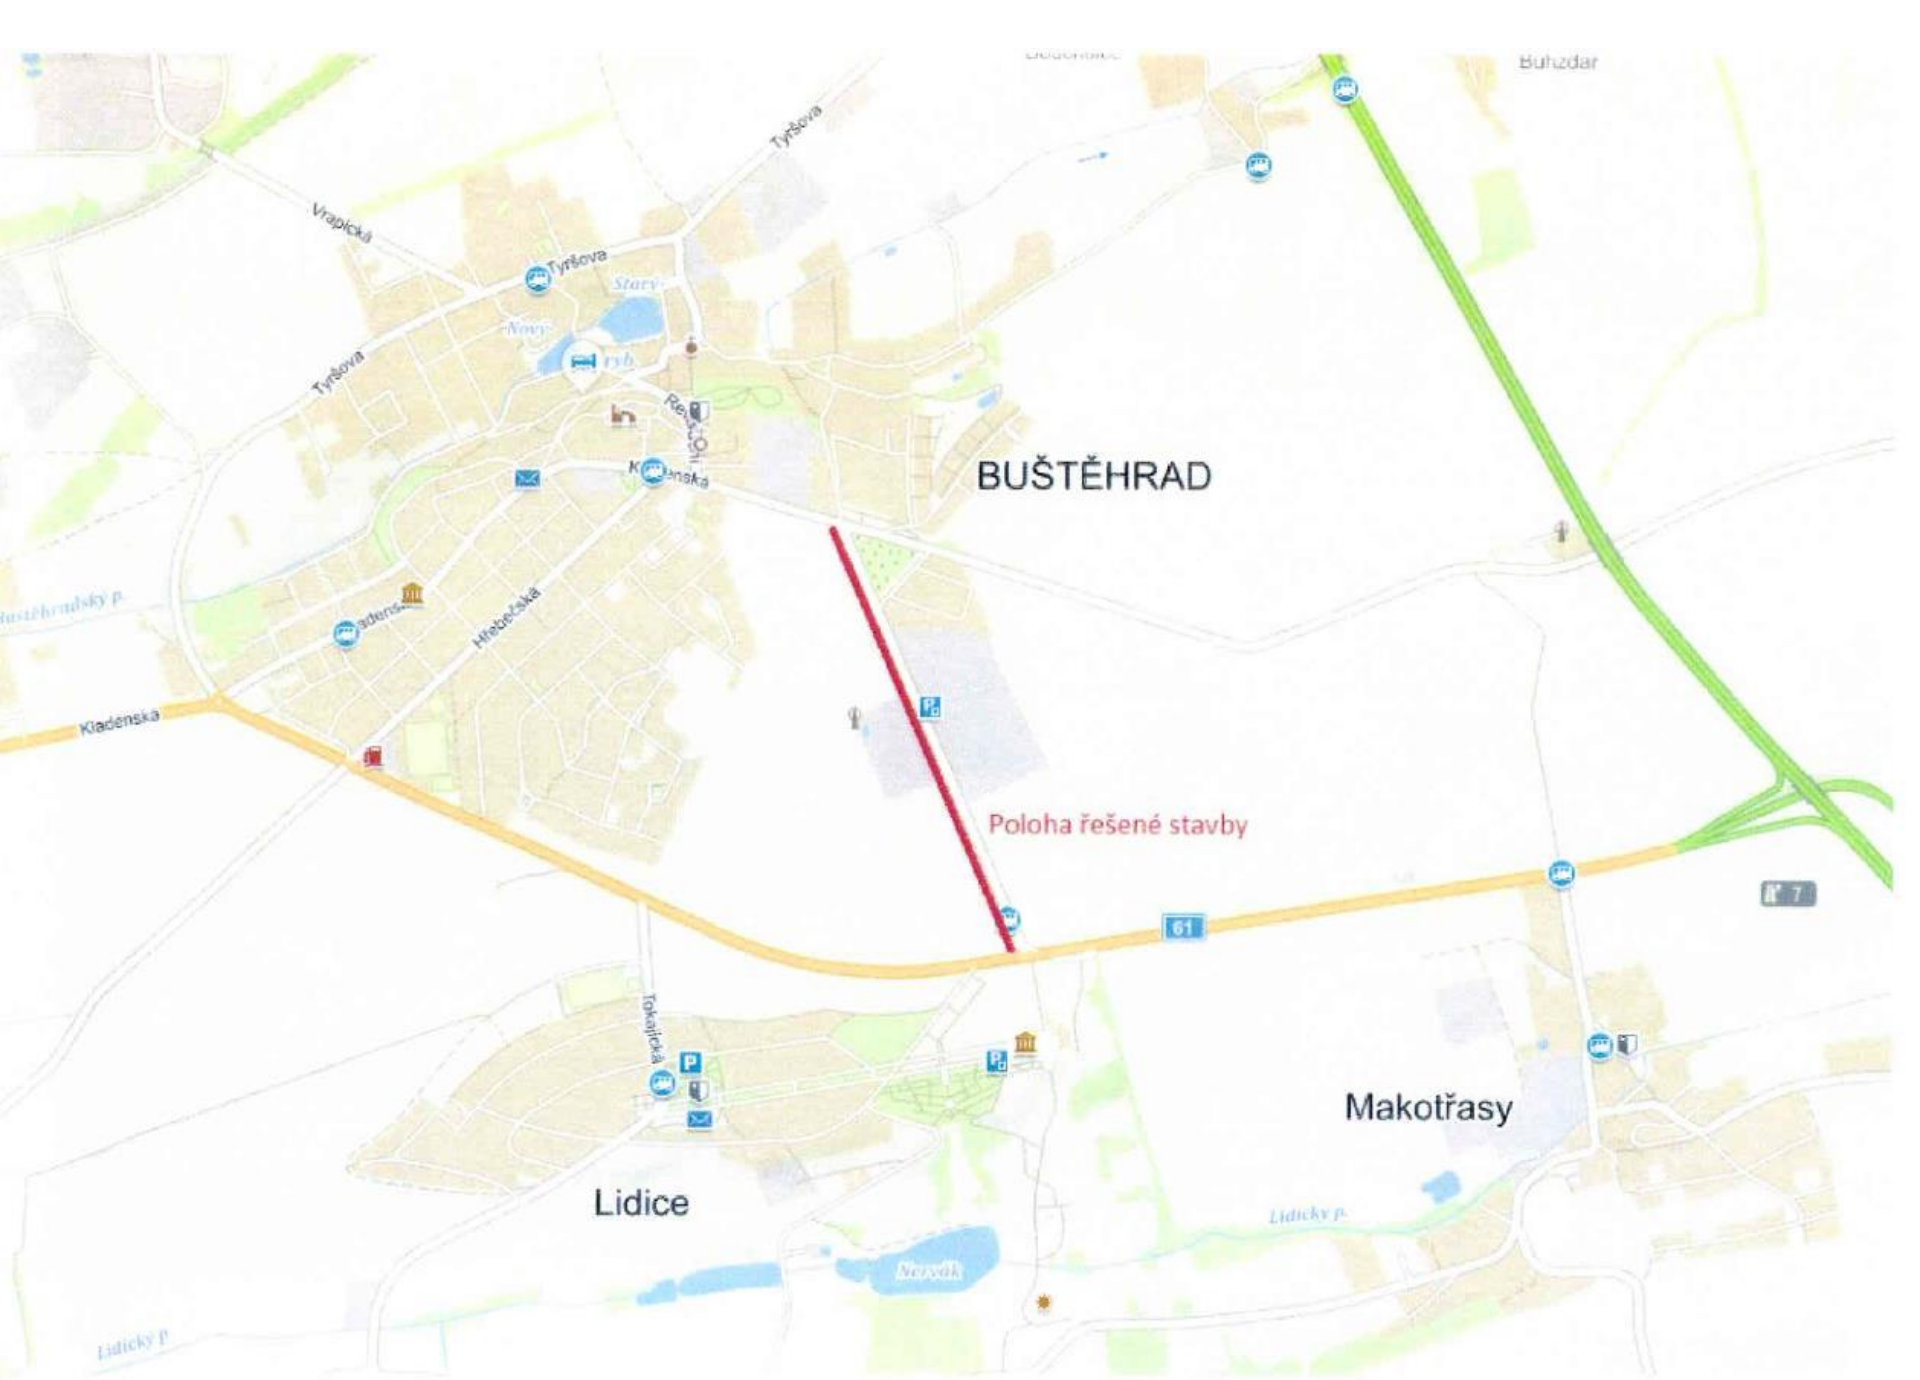 Buhzdar
Tyršova
Vrapická
Tyršova
Starý
Nový
ryb
Tyršova
BUŠTĚHRAD
Hřebečská
Kladenská
Poloha řešené stavby
61
7
Tokajická
P
P
P
Makotřasy
Lidice
Lidický p.
Nervák
Lidický p.